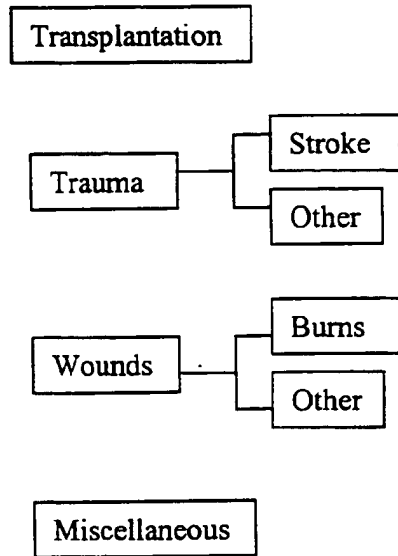 Transplantation
Stroke
Trauma
Other
Burns
Wounds
Other
Miscellaneous